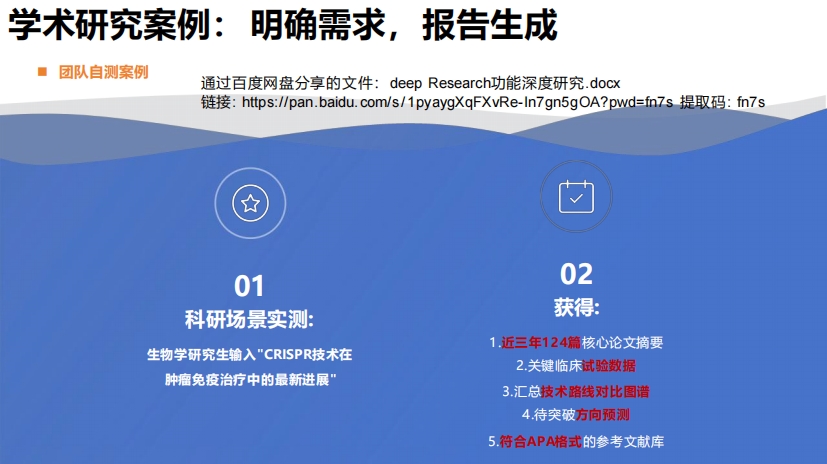 学术研究案例：明确需求，报告生成
团队自测案例
通过百度网盘分享的文件：deep Research功能深度研究.docx
链接: https://pan.baidu.com/s/1pyaygXqFXvRe-In7gn5gOA?pwd=fn7s 提取码: fn7s
01
科研场景实测:
生物学研究生输入"CRISPR技术在
肿瘤免疫治疗中的最新进展"
02
获得:
1.近三年124篇核心论文摘要
2.关键临床试验数据
3.汇总技术路线对比图谱
4.待突破方向预测
5.符合APA格式的参考文献库